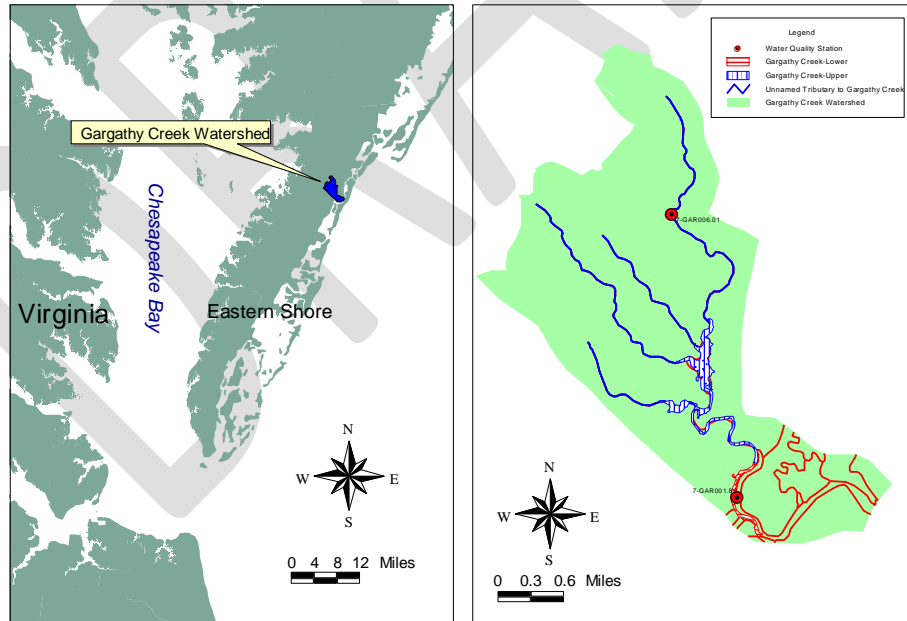 Gargathy Creek Watershed
Chesapeake Bay
Virginia
Eastern Shore
N
W E
S
0 4 8 12 Miles
Legend
Water Quality Station
Gargathy Creek-Lower
Gargathy Creek-Upper
Unnamed Tributary to Gargathy Creek
Gargathy Creek Watershed
7-GAR006.01
N
W E
S
0 0.3 0.6 Miles